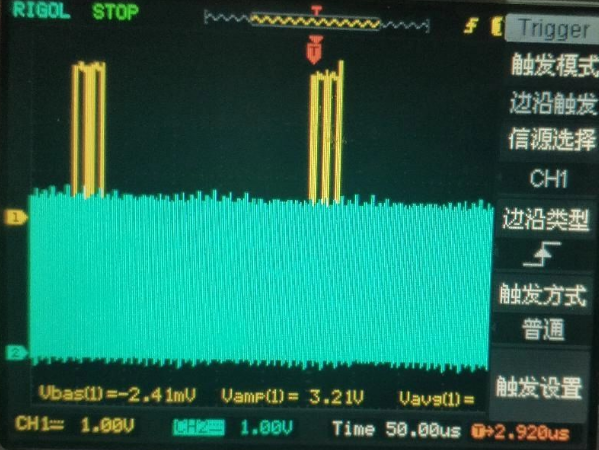 RIGOL STOP
T
Trigger
T
触发模式
边沿触发
信源选择
CH1
1
边沿类型
触发方式
普通
2
触发设置
Vbas(1)=-2.41mV Vamp(1)= 3.21V Vavg(1)=
CH1 1.00V CH2 1.00V Time 50.00us T→2.920us